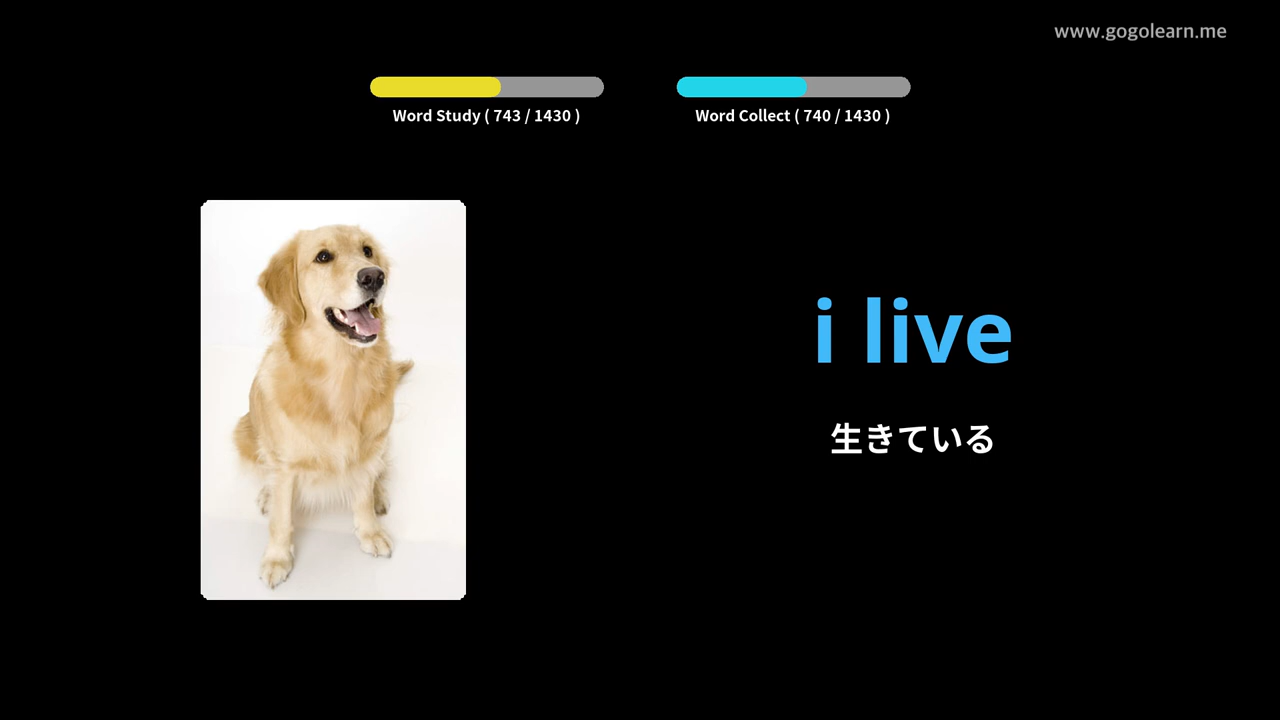 www.gogolearn.me
Word Study ( 743 / 1430 )
Word Collect ( 740 / 1430 )
i live
生きている